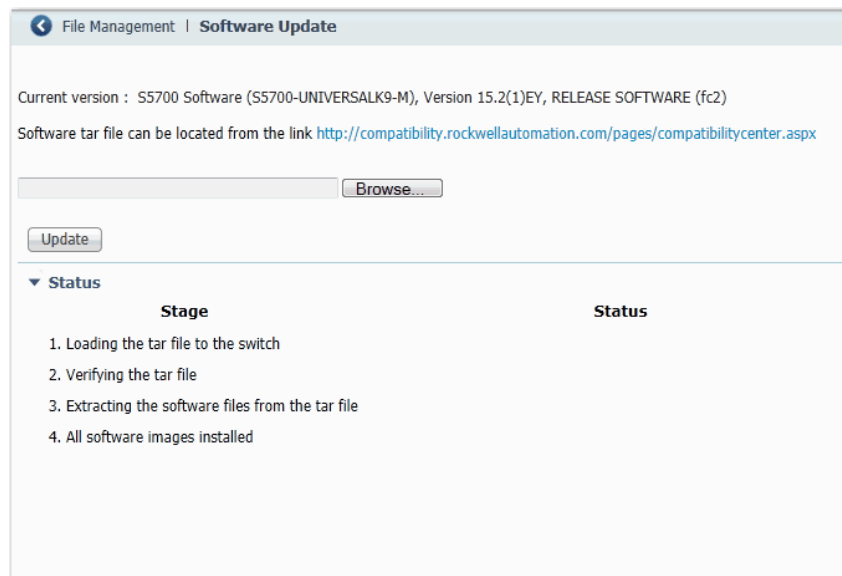 File Management | Software Update
Current version : S5700 Software (S5700-UNIVERSALK9-M), Version 15.2(1)EY, RELEASE SOFTWARE (fc2)
Software tar file can be located from the link http://compatibility.rockwellautomation.com/pages/compatibilitycenter.aspx
Browse...
Update
Status
Stage Status
1. Loading the tar file to the switch
2. Verifying the tar file
3. Extracting the software files from the tar file
4. All software images installed